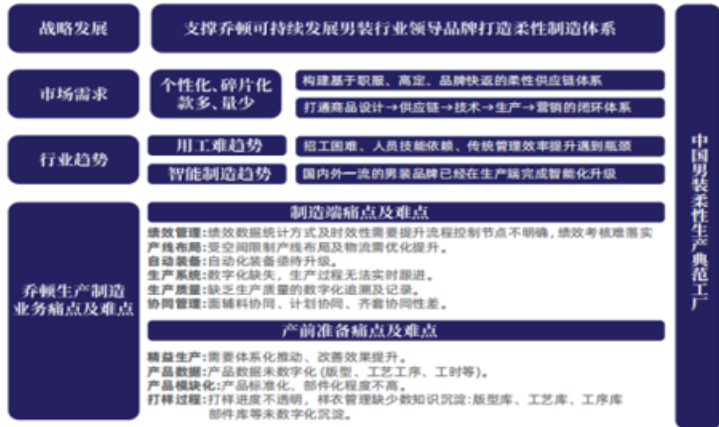 战略发展
支撑乔顿可持续发展男装行业领导品牌打造柔性制造体系
市场需求
个性化、碎片化
款多、量少
构建基于职服、高定、品牌快返的柔性供应链体系
打通商品设计→供应链→技术→生产→营销的闭环体系
行业趋势
用工难趋势
招工困难、人员技能依赖、传统管理效率提升遇到瓶颈
智能制造趋势
国内外一流的男装品牌已经在生产端完成智能化升级
乔顿生产制造
业务痛点及难点
制造端痛点及难点
绩效管理:绩效数据统计方式及时效性需要提升流程控制节点不明确,绩效考核难落实
产线布局:受空间限制产线布局及物流需优化提升。
自动装备:自动化装备亟待升级。
生产系统:数字化缺失,生产过程无法实时跟进。
生产质量:缺乏生产质量的数字化追溯及记录。
协同管理:面辅料协同、计划协同、齐套协同性差。
产前准备痛点及难点
精益生产:需要体系化推动、改善效果提升。
产品数据:产品数据未数字化(版型、工艺工序、工时等)。
产品模块化:产品标准化、部件化程度不高。
打样过程:打样进度不透明,样衣管理缺少数知识沉淀:版型库、工艺库、工序库
部件库等未数字化沉淀。
中国男装柔性生产典范工厂